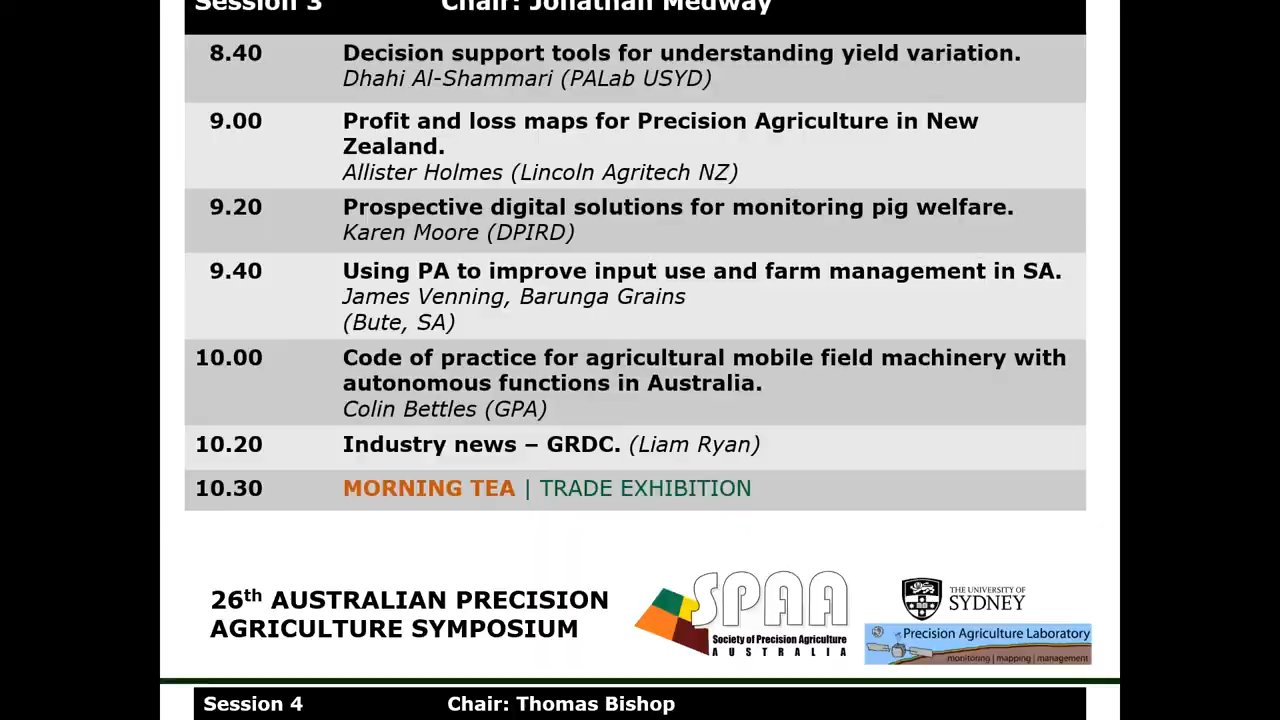 Session 3 Chair: Jonathan Medway
8.40 Decision support tools for understanding yield variation.
Dhahi Al-Shammari (PALab USYD)
9.00 Profit and loss maps for Precision Agriculture in New
Zealand.
Allister Holmes (Lincoln Agritech NZ)
9.20 Prospective digital solutions for monitoring pig welfare.
Karen Moore (DPIRD)
9.40 Using PA to improve input use and farm management in SA.
James Venning, Barunga Grains
(Bute, SA)
10.00 Code of practice for agricultural mobile field machinery with
autonomous functions in Australia.
Colin Bettles (GPA)
10.20 Industry news – GRDC. (Liam Ryan)
10.30 MORNING TEA | TRADE EXHIBITION
26th AUSTRALIAN PRECISION
AGRICULTURE SYMPOSIUM
SPAA
Society of Precision Agriculture
AUSTRALIA
THE UNIVERSITY OF
SYDNEY
Precision Agriculture Laboratory
monitoring | mapping | management
Session 4 Chair: Thomas Bishop